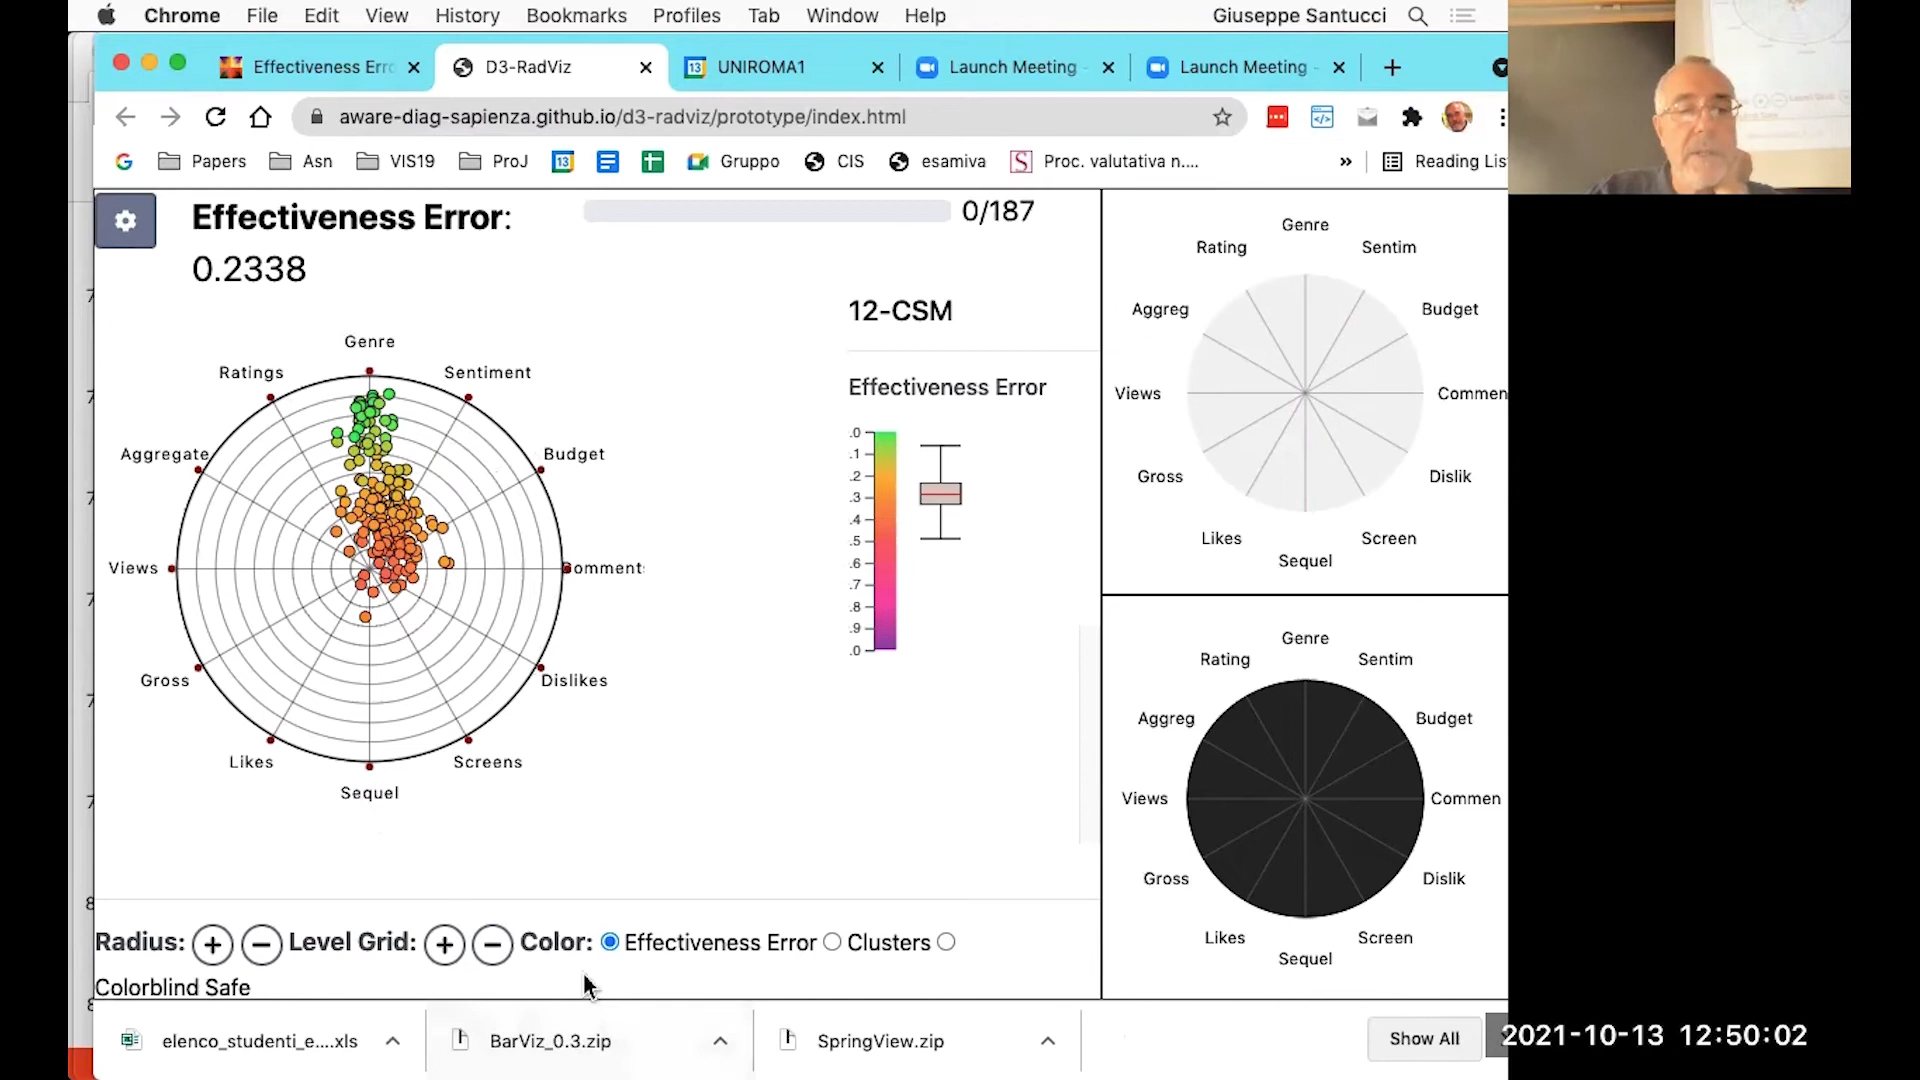 Chrome File Edit View History Bookmarks Profiles Tab Window Help Giuseppe Santucci
Effectiveness Erro D3-RadViz UNIROMA1 Launch Meeting - Launch Meeting -
aware-diag-sapienza.github.io/d3-radviz/prototype/index.html
Papers Asn VIS19 ProJ Gruppo CIS esamiva Proc. valutativa n.... » Reading Lis
Effectiveness Error: 0/187
0.2338
12-CSM
Effectiveness Error
.0
.1
.2
.3
.4
.5
.6
.7
.8
.9
.0
Genre
Ratings Sentiment
Aggregate Budget
Views omment
Gross Dislikes
Likes Screens
Sequel
Genre
Rating Sentim
Aggreg Budget
Views Commen
Gross Dislik
Likes Screen
Sequel
Genre
Rating Sentim
Aggreg Budget
Views Commen
Gross Dislik
Likes Screen
Sequel
Radius: + − Level Grid: + − Color: Effectiveness Error Clusters
Colorblind Safe
elenco_studenti_e....xls BarViz_0.3.zip SpringView.zip Show All
2021-10-13 12:50:02